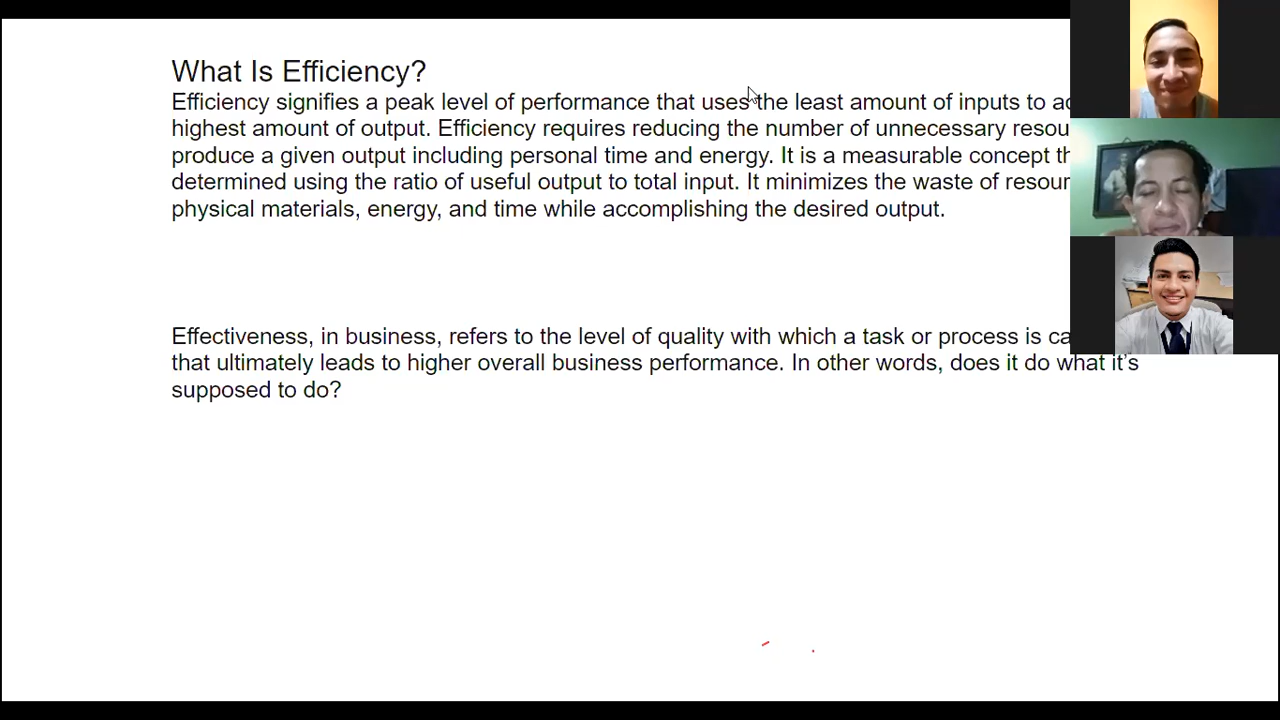 What Is Efficiency?
Efficiency signifies a peak level of performance that uses the least amount of inputs to
highest amount of output. Efficiency requires reducing the number of unnecessary
produce a given output including personal time and energy. It is a measurable concept
determined using the ratio of useful output to total input. It minimizes the waste of
physical materials, energy, and time while accomplishing the desired output.
Effectiveness, in business, refers to the level of quality with which a task or process is
that ultimately leads to higher overall business performance. In other words, does it do what it's
supposed to do?